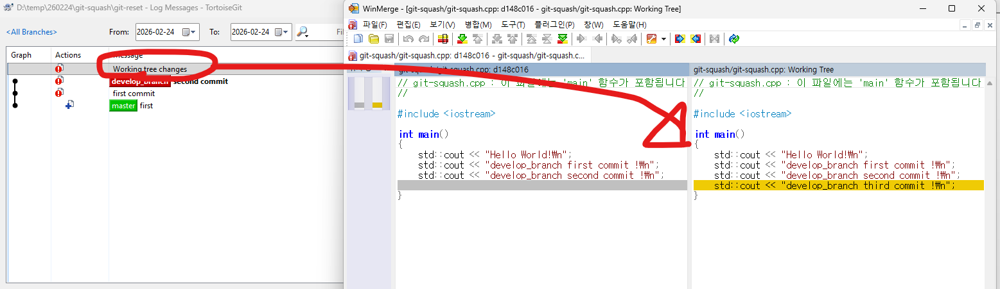 D:\temp\260224\git-squash\git-reset - Log Messages - TortoiseGit
<All Branches>
From: 2026-02-24
To: 2026-02-24
Graph Actions Message
Working tree changes
develop_branch second commit
first commit
master first
WinMerge - [git-squash/git-squash.cpp: d148c016 - git-squash/git-squash.cpp: Working Tree]
파일(F) 편집(E) 보기(V) 병합(M) 도구(T) 플러그인(P) 창(W) 도움말(H)
git-squash/git-squash.cpp: d148c016 - git-squash/git-squash.c...
git-squash/git-squash.cpp: d148c016
// git-squash.cpp : 이 파일에는 'main' 함수가 포함됩니다
//
#include <iostream>
int main()
{
std::cout << "Hello World!₩n";
std::cout << "develop_branch first commit !₩n";
std::cout << "develop_branch second commit !₩n";
}
git-squash/git-squash.cpp: Working Tree
// git-squash.cpp : 이 파일에는 'main' 함수가 포함됩니다
//
#include <iostream>
int main()
{
std::cout << "Hello World!₩n";
std::cout << "develop_branch first commit !₩n";
std::cout << "develop_branch second commit !₩n";
std::cout << "develop_branch third commit !₩n";
}